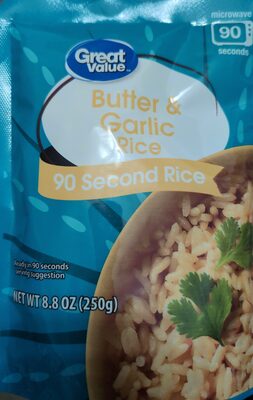 microwave
90
seconds
Great
Value
Butter &
Garlic
Rice
90 Second Rice
Ready in 90 seconds
serving suggestion
NET WT 8.8 OZ (250g)